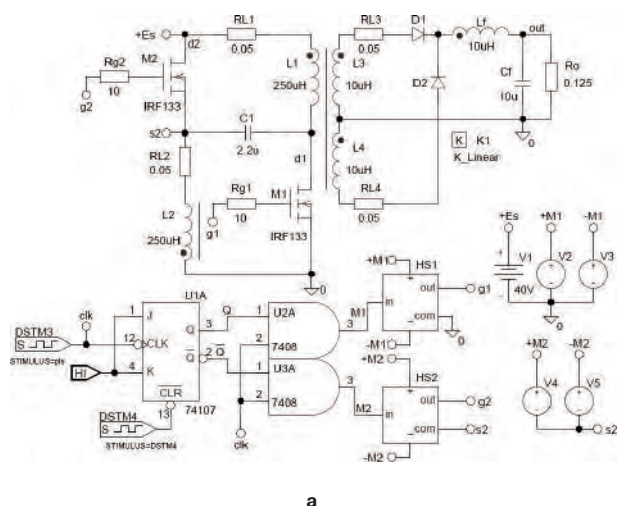 +Es
d2
RL1
0.05
M2
Rg2
10
g2
IRF133
s2
C1
2.2u
L1
250uH
RL2
0.05
d1
L2
250uH
g1
Rg1
10
M1
IRF133
0
RL3
0.05
D1
Lf
10uH
out
L3
10uH
D2
Cf
10u
Ro
0.125
0
K K1
K_Linear
L4
10uH
RL4
0.05
+Es +M1 -M1
V1 V2 V3
40V
0
+M2 -M2
V4 V5
s2
+M1 HS1
in out com
g1
0
-M1
+M2 HS2
in out com
g2
s2
-M2
U1A
clk
DSTM3
S
STIMULUS=pls
HI
1 J
12 CLK
4 K
Q 3 Q
Q 2 Q
CLR
13 74107
DSTM4
S
STIMULUS=DSTM4
U2A
1
2
7408
3 M1
U3A
1
2
7408
3 M2
clk
a